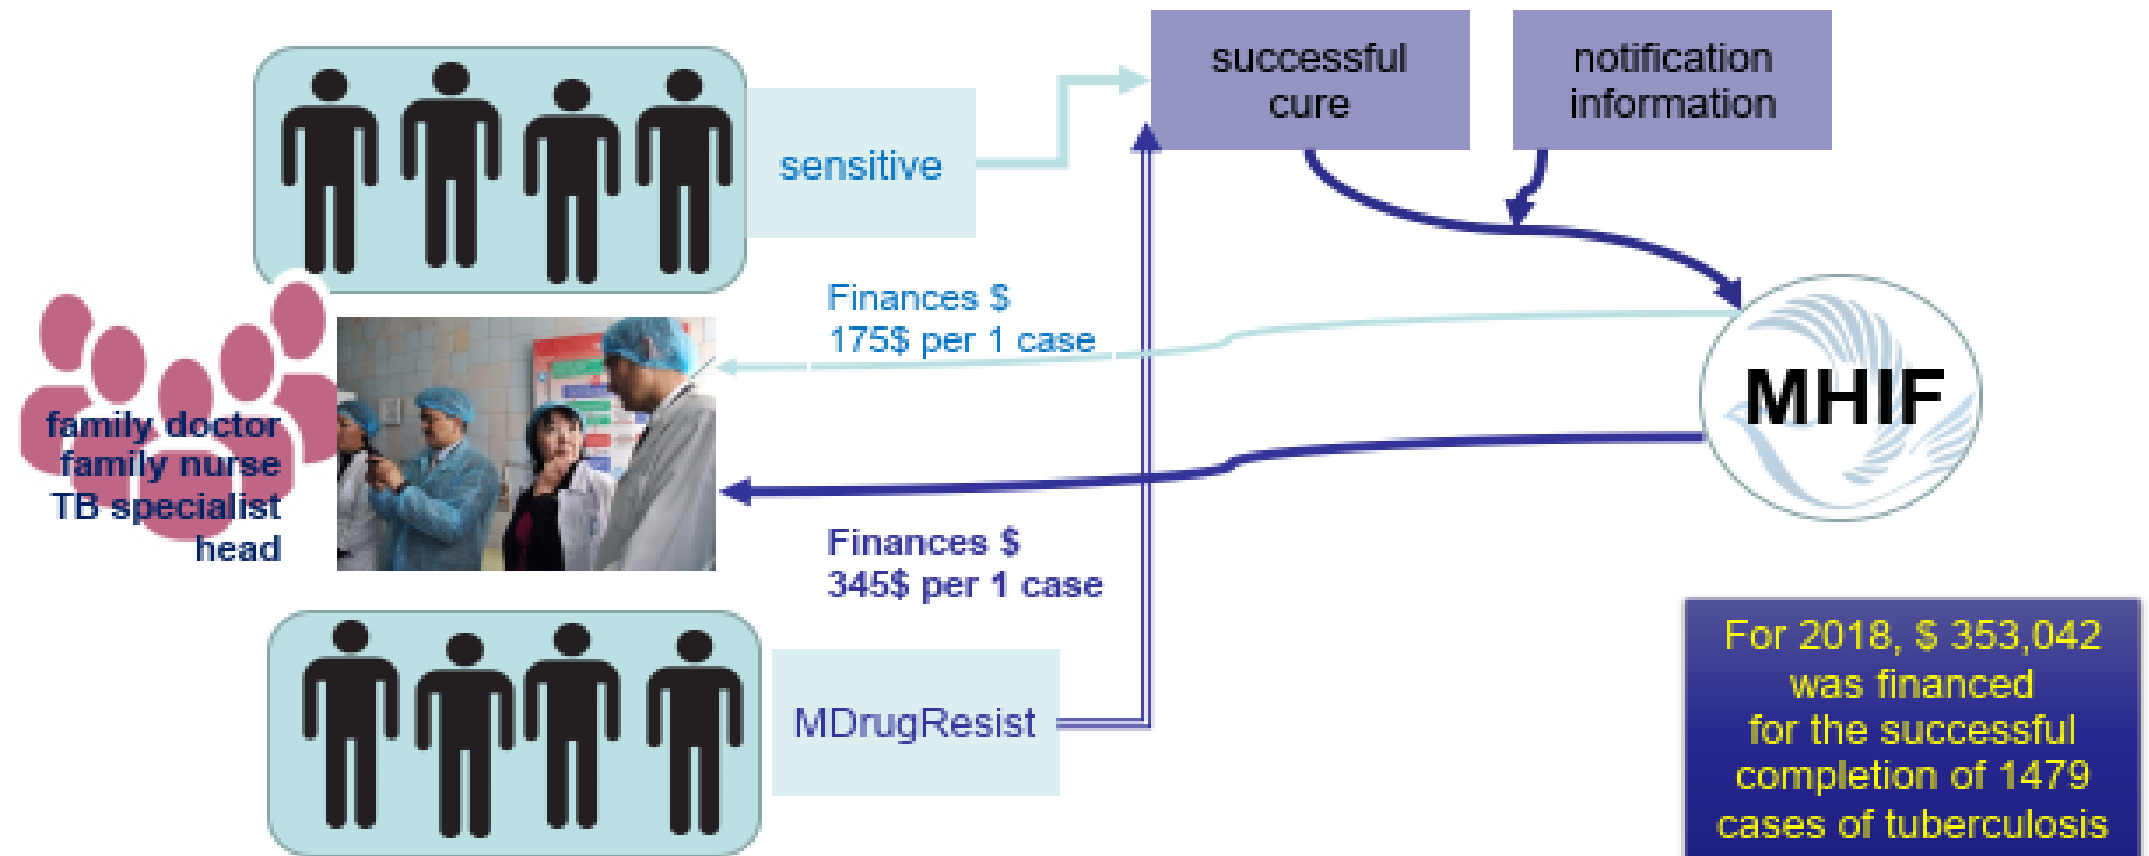 successful
cure
notification
information
sensitive
Finances $
175$ per 1 case
MHIF
family doctor
family nurse
TB specialist
head
Finances $
345$ per 1 case
MDrugResist
For 2018, $ 353,042
was financed
for the successful
completion of 1479
cases of tuberculosis